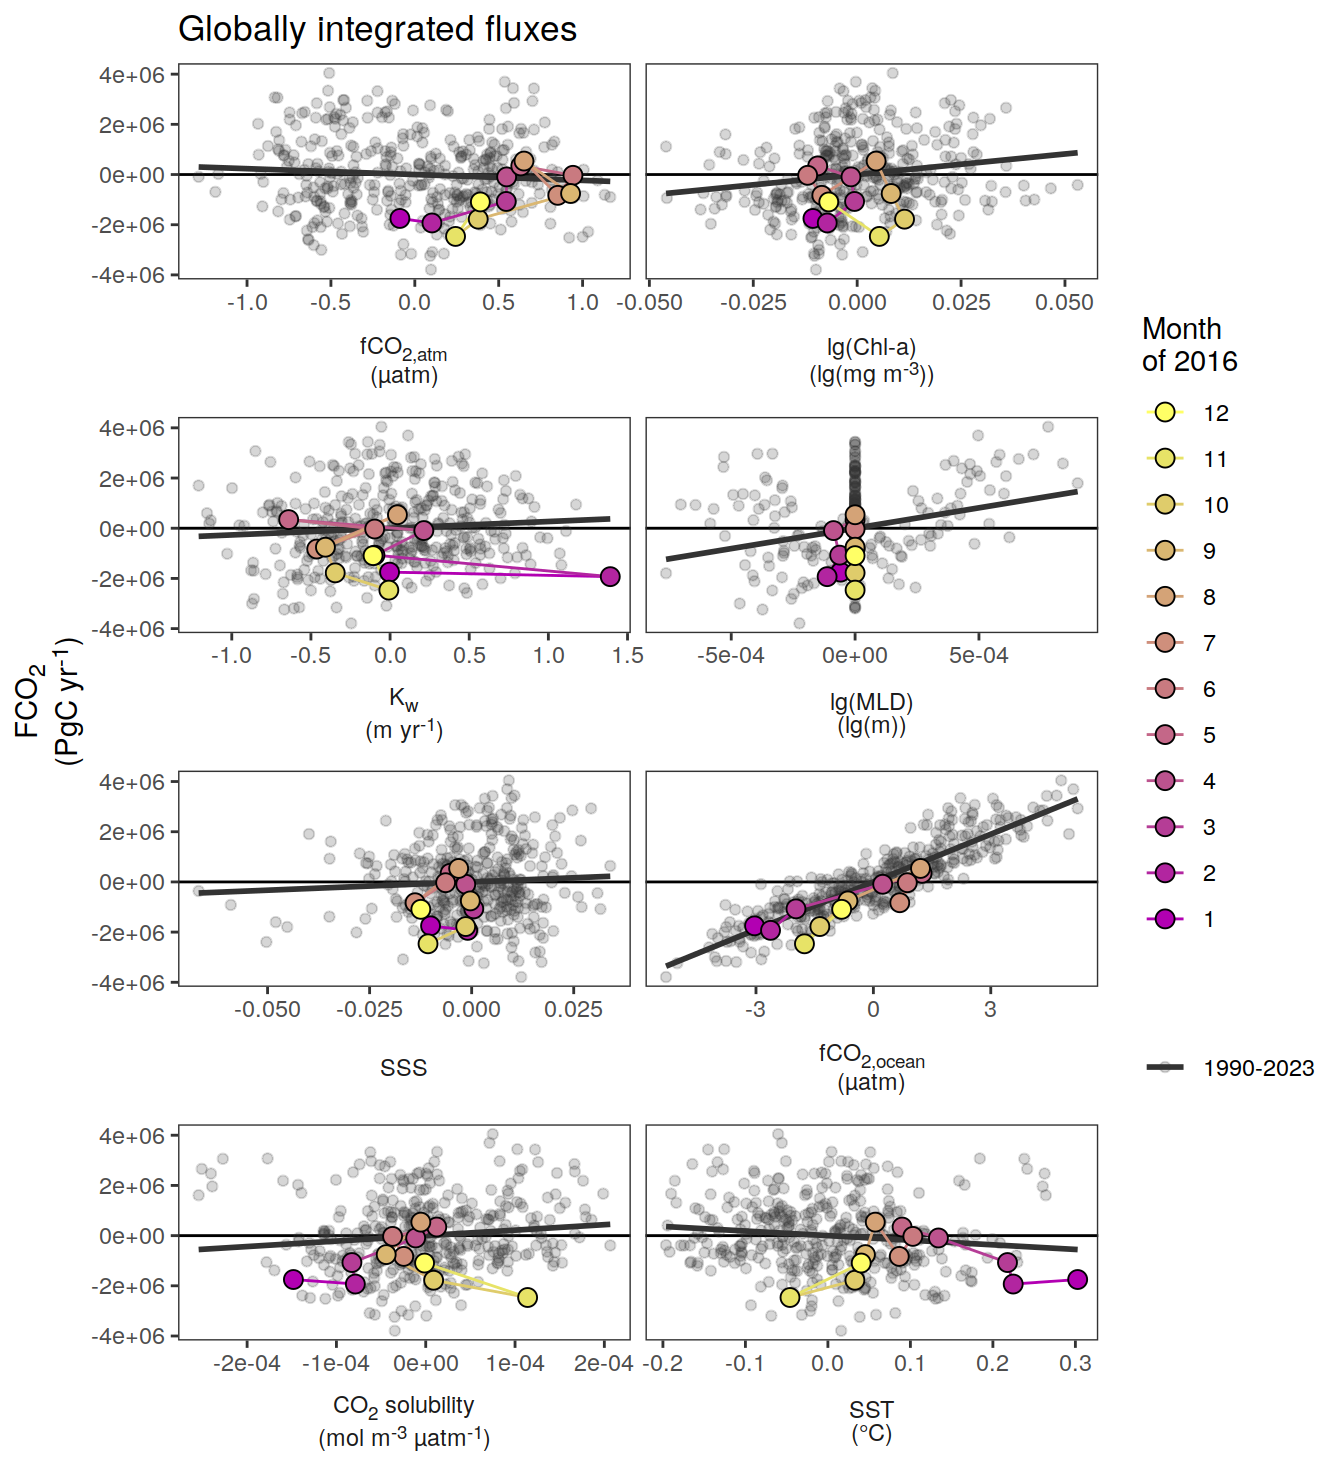 Globally integrated fluxes
4e+06
2e+06
0e+00
-2e+06
-4e+06
-1.0 -0.5 0.0 0.5 1.0
-0.050 -0.025 0.000 0.025 0.050
fCO2,atm
(µatm)
lg(Chl-a)
(lg(mg m-3))
4e+06
2e+06
0e+00
-2e+06
-4e+06
-1.0 -0.5 0.0 0.5 1.0 1.5
-5e-04 0e+00 5e-04
Kw
(m yr-1)
lg(MLD)
(lg(m))
FCO2
(PgC yr-1)
4e+06
2e+06
0e+00
-2e+06
-4e+06
-0.050 -0.025 0.000 0.025
-3 0 3
SSS
fCO2,ocean
(µatm)
4e+06
2e+06
0e+00
-2e+06
-4e+06
-2e-04 -1e-04 0e+00 1e-04 2e-04
-0.2 -0.1 0.0 0.1 0.2 0.3
CO2 solubility
(mol m-3 µatm-1)
SST
(°C)
Month
of 2016
12
11
10
9
8
7
6
5
4
3
2
1
1990-2023